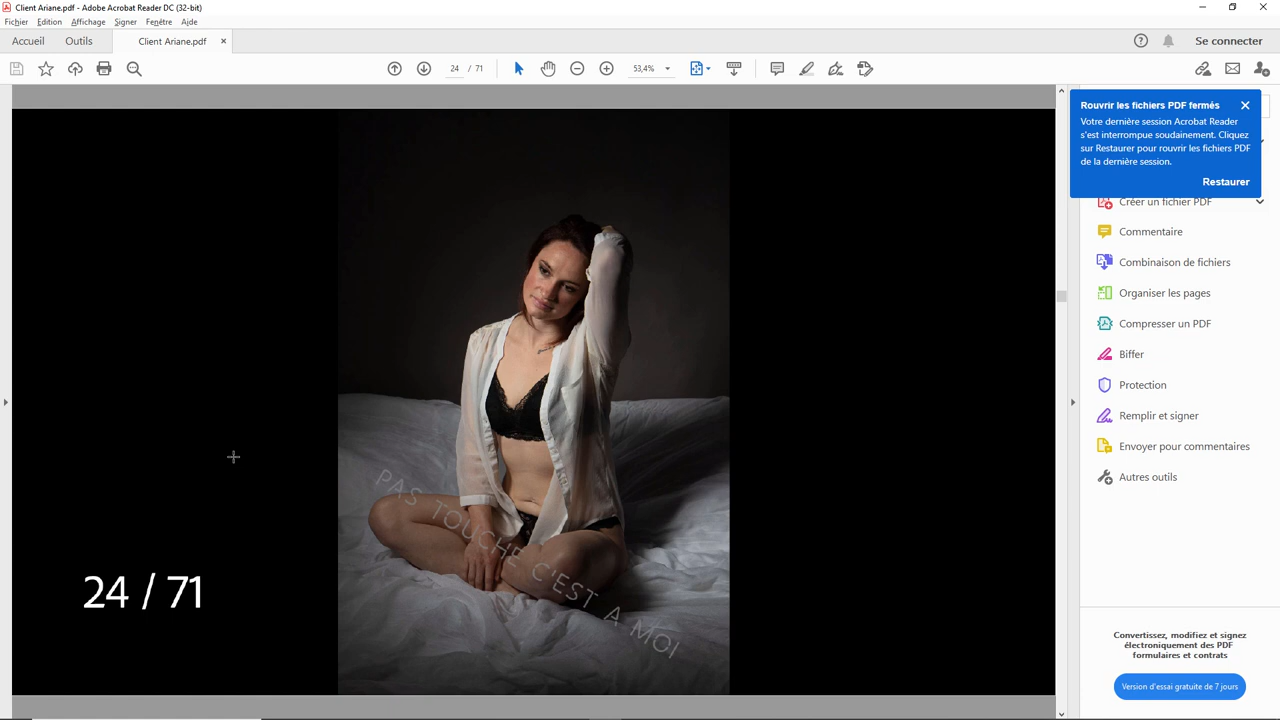 Client Ariane.pdf - Adobe Acrobat Reader DC (32-bit)
Fichier Edition Affichage Signer Fenêtre Aide
Accueil Outils Client Ariane.pdf × Se connecter
24 / 71 53,4%
Rouvrir les fichiers PDF fermés
Votre dernière session Acrobat Reader
s'est interrompue soudainement. Cliquez
sur Restaurer pour rouvrir les fichiers PDF
de la dernière session.
Restaurer
Créer un fichier PDF
Commentaire
Combinaison de fichiers
Organiser les pages
Compresser un PDF
Biffer
Protection
Remplir et signer
Envoyer pour commentaires
Autres outils
PAS TOUCHE C'EST A MOI
24 / 71
Convertissez, modifiez et signez
électroniquement des PDF
formulaires et contrats
Version d'essai gratuite de 7 jours